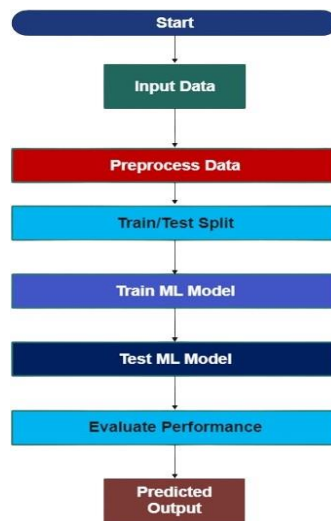 Start
Input Data
Preprocess Data
Train/Test Split
Train ML Model
Test ML Model
Evaluate Performance
Predicted
Output